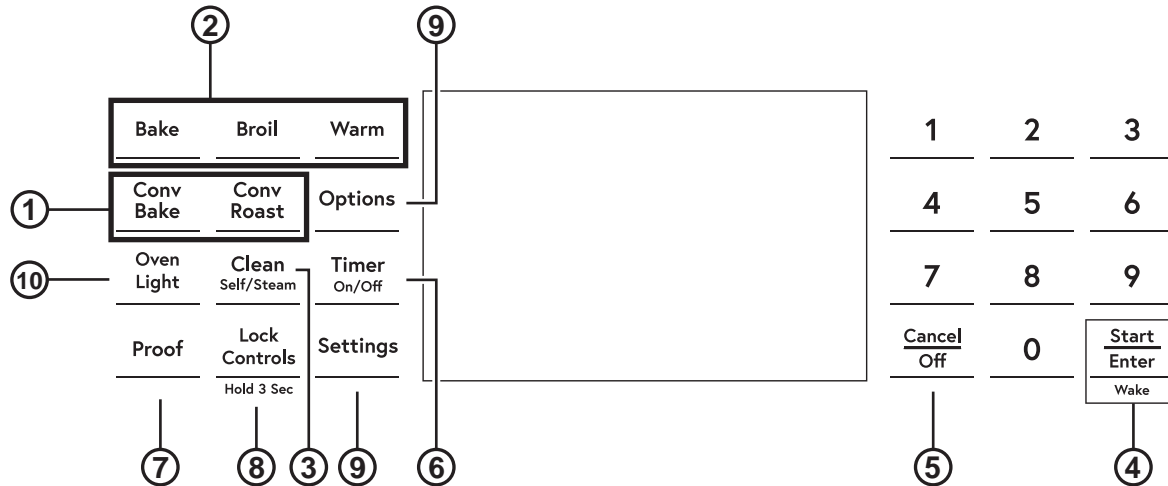 2 9
Bake Broil Warm 1 2 3
1 Conv Bake Conv Roast Options 4 5 6
10 Oven Light Clean Self/Steam Timer On/Off 7 8 9
Proof Lock Controls Hold 3 Sec Settings Cancel Off 0 Start Enter Wake
7 8 3 9 6 5 4